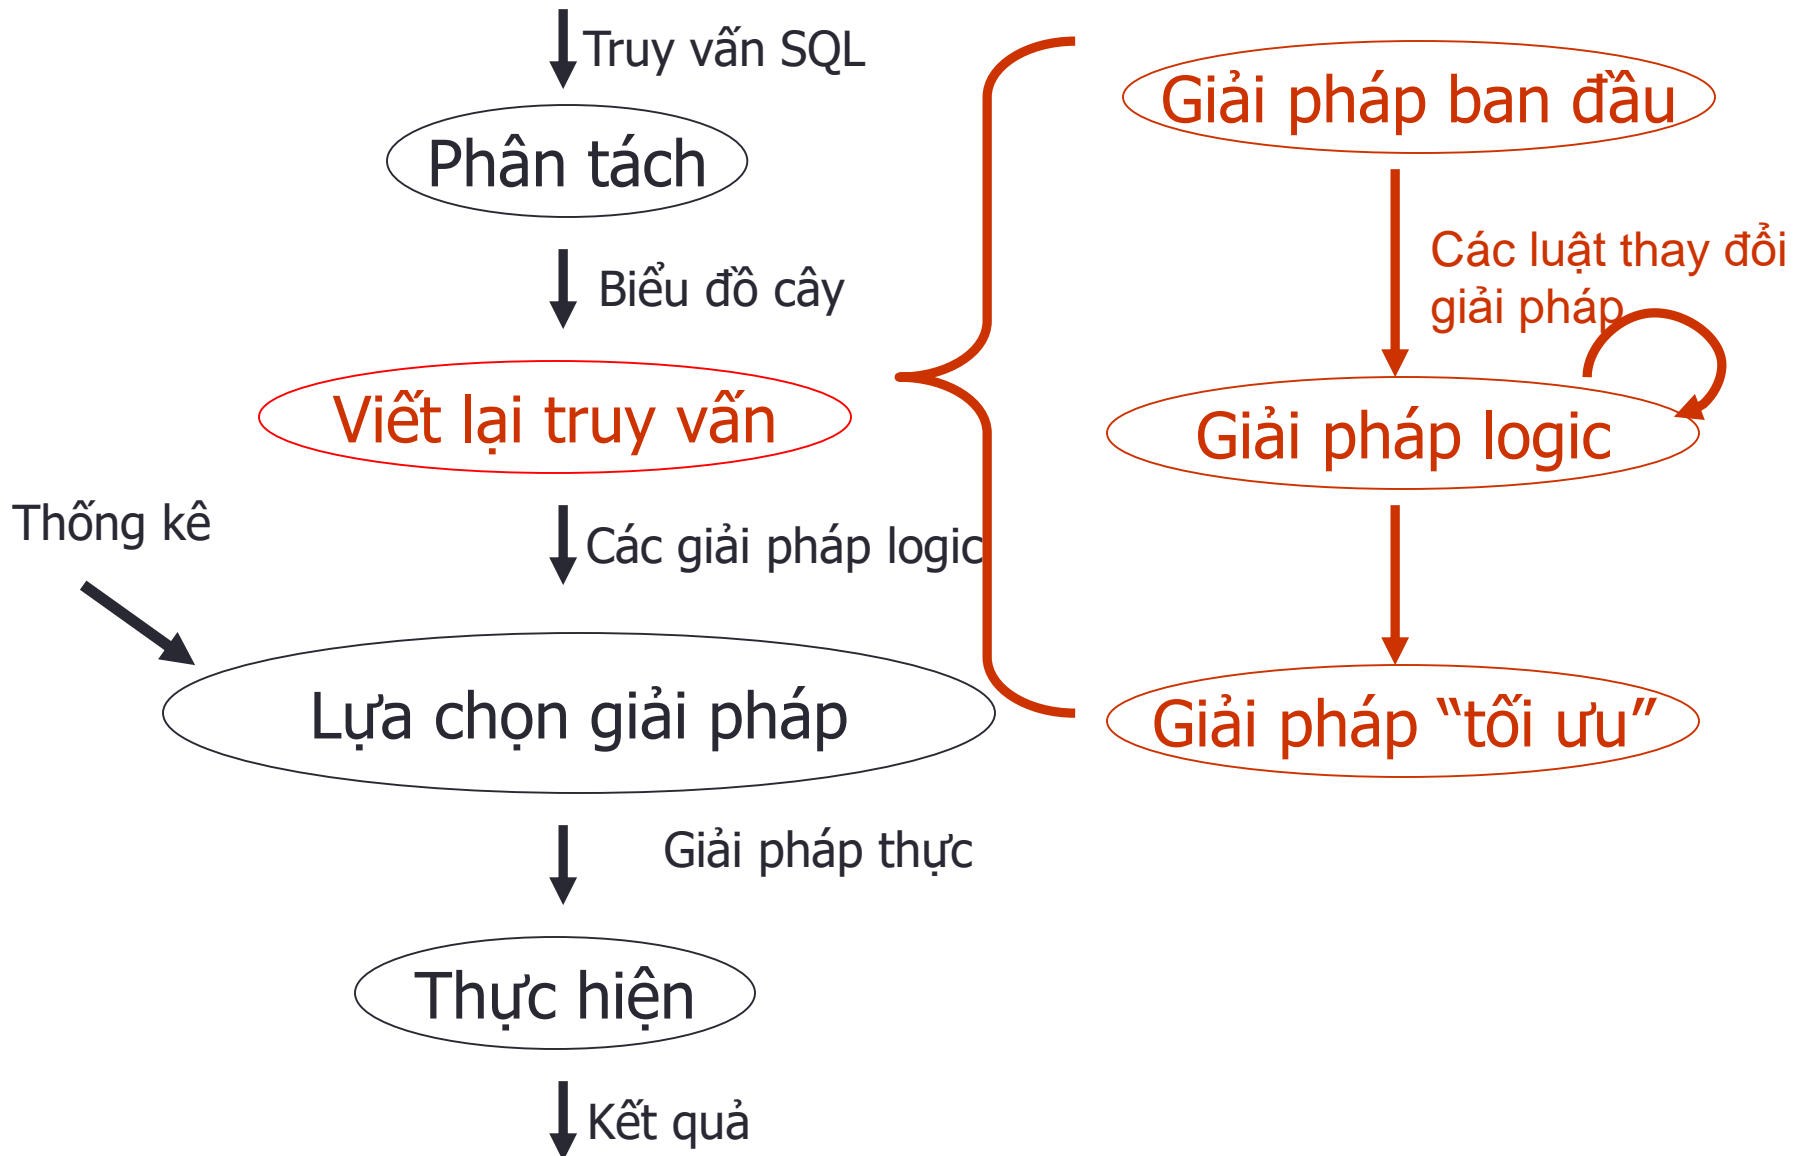 Truy vấn SQL
Phân tách
Biểu đồ cây
Viết lại truy vấn
Thống kê
Các giải pháp logic
Lựa chọn giải pháp
Giải pháp thực
Thực hiện
Kết quả
Giải pháp ban đầu
Các luật thay đổi
giải pháp
Giải pháp logic
Giải pháp “tối ưu”